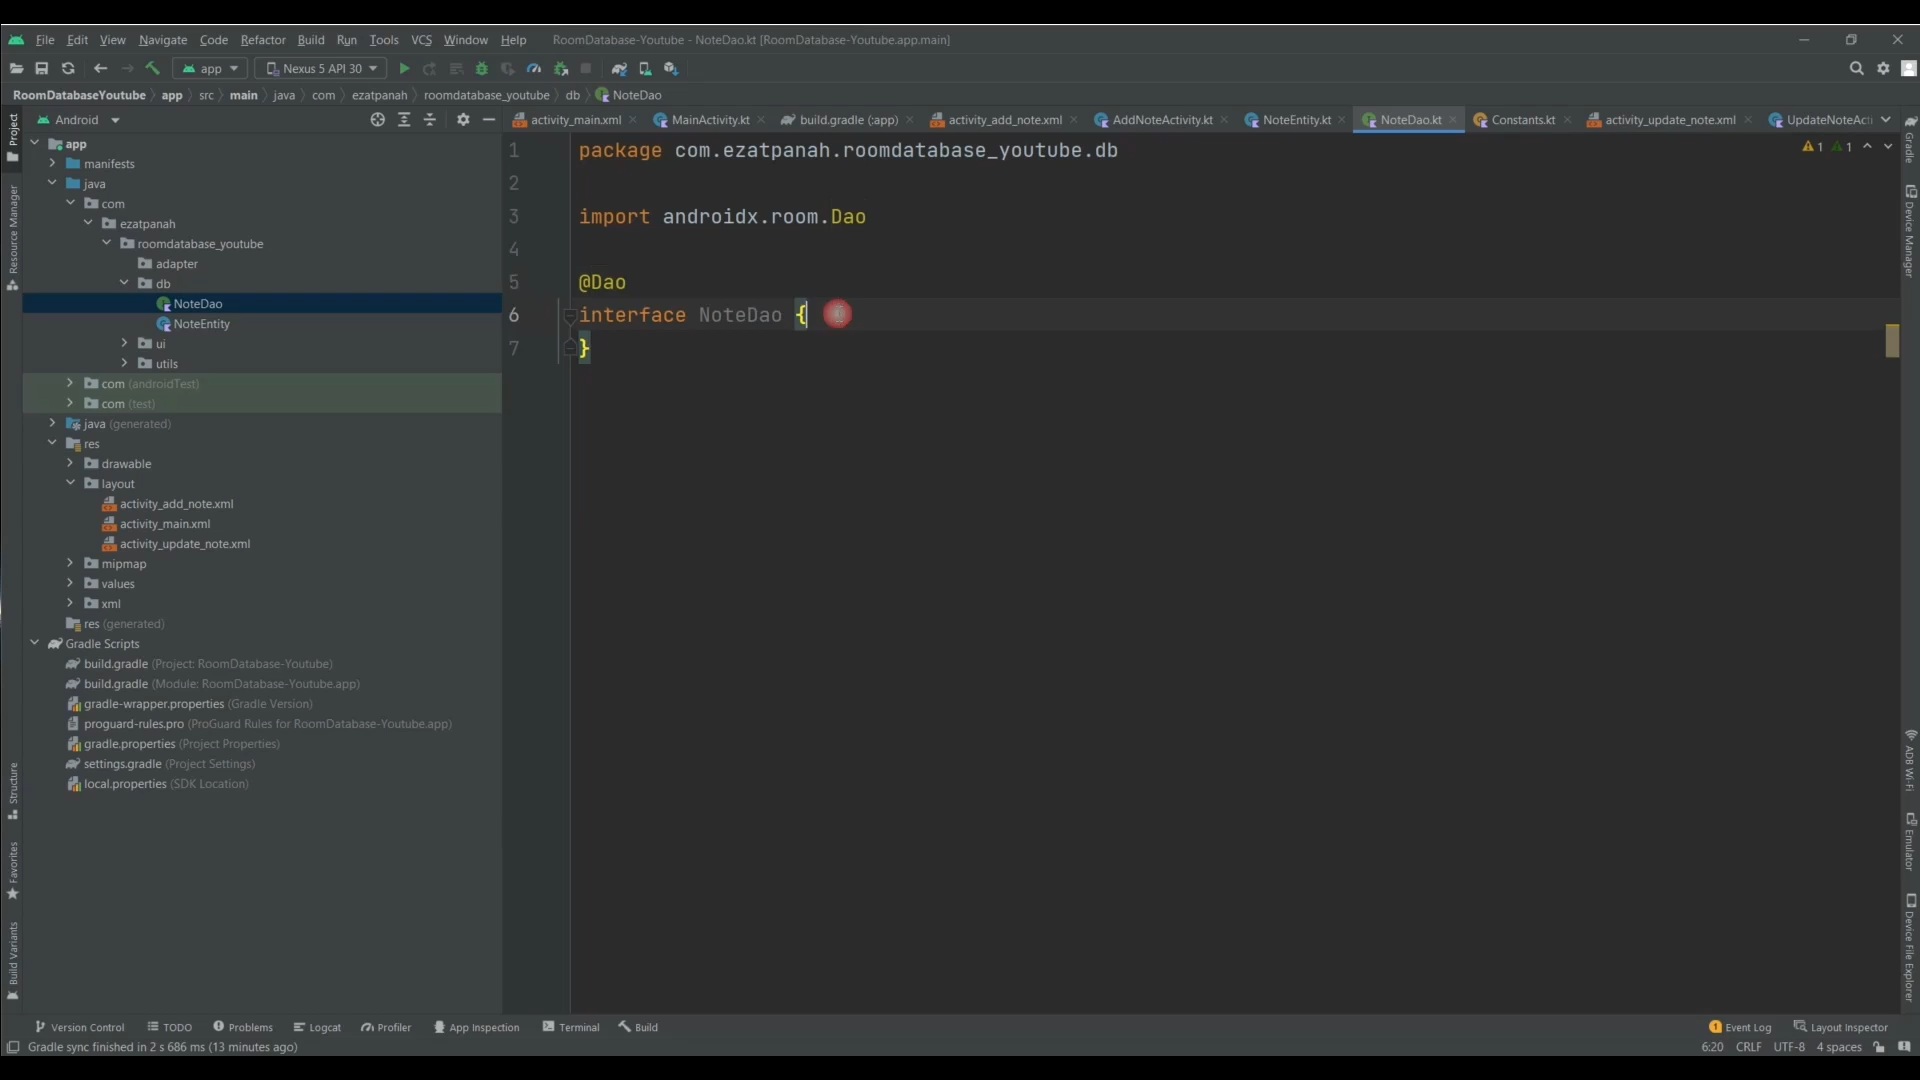 File Edit View Navigate Code Refactor Build Run Tools VCS Window Help RoomDatabase-Youtube - NoteDao.kt [RoomDatabase-Youtube.app.main]
app Nexus 5 API 30
RoomDatabaseYoutube app src main java com ezatpanah roomdatabase_youtube db NoteDao
Android
activity_main.xml MainActivity.kt build.gradle (:app) activity_add_note.xml AddNoteActivity.kt NoteEntity.kt NoteDao.kt Constants.kt activity_update_note.xml UpdateNoteActi
Project
Resource Manager
Structure
Favorites
Build Variants
app
manifests
java
com
ezatpanah
roomdatabase_youtube
adapter
db
NoteDao
NoteEntity
ui
utils
com (androidTest)
com (test)
java (generated)
res
drawable
layout
activity_add_note.xml
activity_main.xml
activity_update_note.xml
mipmap
values
xml
res (generated)
Gradle Scripts
build.gradle (Project: RoomDatabase-Youtube)
build.gradle (Module: RoomDatabase-Youtube.app)
gradle-wrapper.properties (Gradle Version)
proguard-rules.pro (ProGuard Rules for RoomDatabase-Youtube.app)
gradle.properties (Project Properties)
settings.gradle (Project Settings)
local.properties (SDK Location)
1 package com.ezatpanah.roomdatabase_youtube.db
2
3 import androidx.room.Dao
4
5 @Dao
6 interface NoteDao {
7 }
1 1
Gradle
Device Manager
ADB Wi-Fi
Emulator
Device File Explorer
Version Control TODO Problems Logcat Profiler App Inspection Terminal Build 1 Event Log Layout Inspector
Gradle sync finished in 2 s 686 ms (13 minutes ago) 6:20 CRLF UTF-8 4 spaces